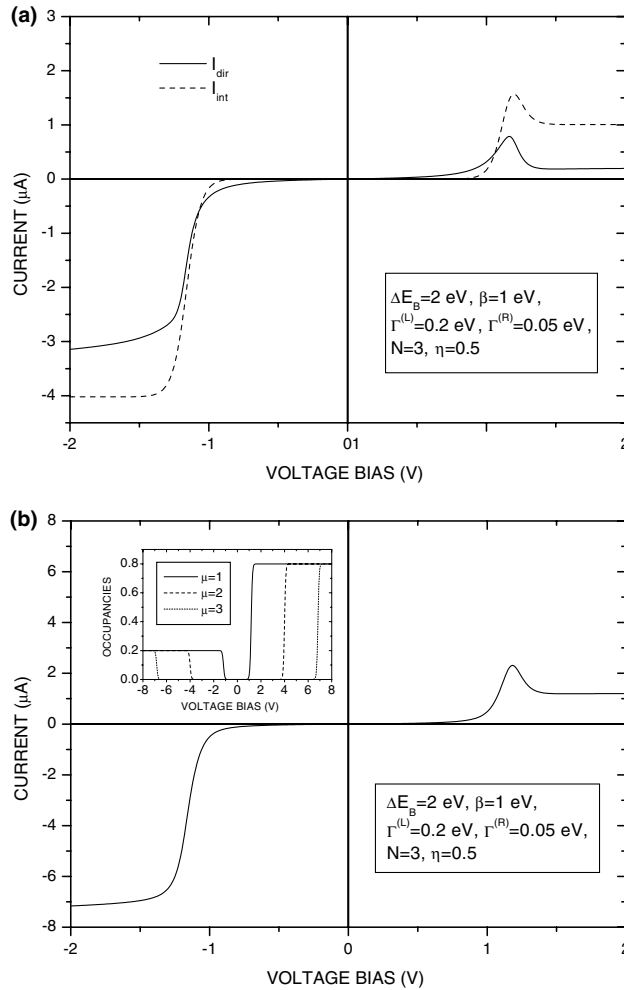 (a)
3
2
1
0
-1
-2
-3
-4
CURRENT (μA)
I_dir
I_int
ΔE_B=2 eV, β=1 eV,
Γ^(L)=0.2 eV, Γ^(R)=0.05 eV,
N=3, η=0.5
-2 -1 01 2
VOLTAGE BIAS (V)
(b)
8
6
4
2
0
-2
-4
-6
-8
CURRENT (μA)
OCCUPANCIES
0.8
0.6
0.4
0.2
0.0
μ=1
μ=2
μ=3
-8 -6 -4 -2 0 2 4 6 8
VOLTAGE BIAS (V)
ΔE_B=2 eV, β=1 eV,
Γ^(L)=0.2 eV, Γ^(R)=0.05 eV,
N=3, η=0.5
-2 -1 0 1 2
VOLTAGE BIAS (V)